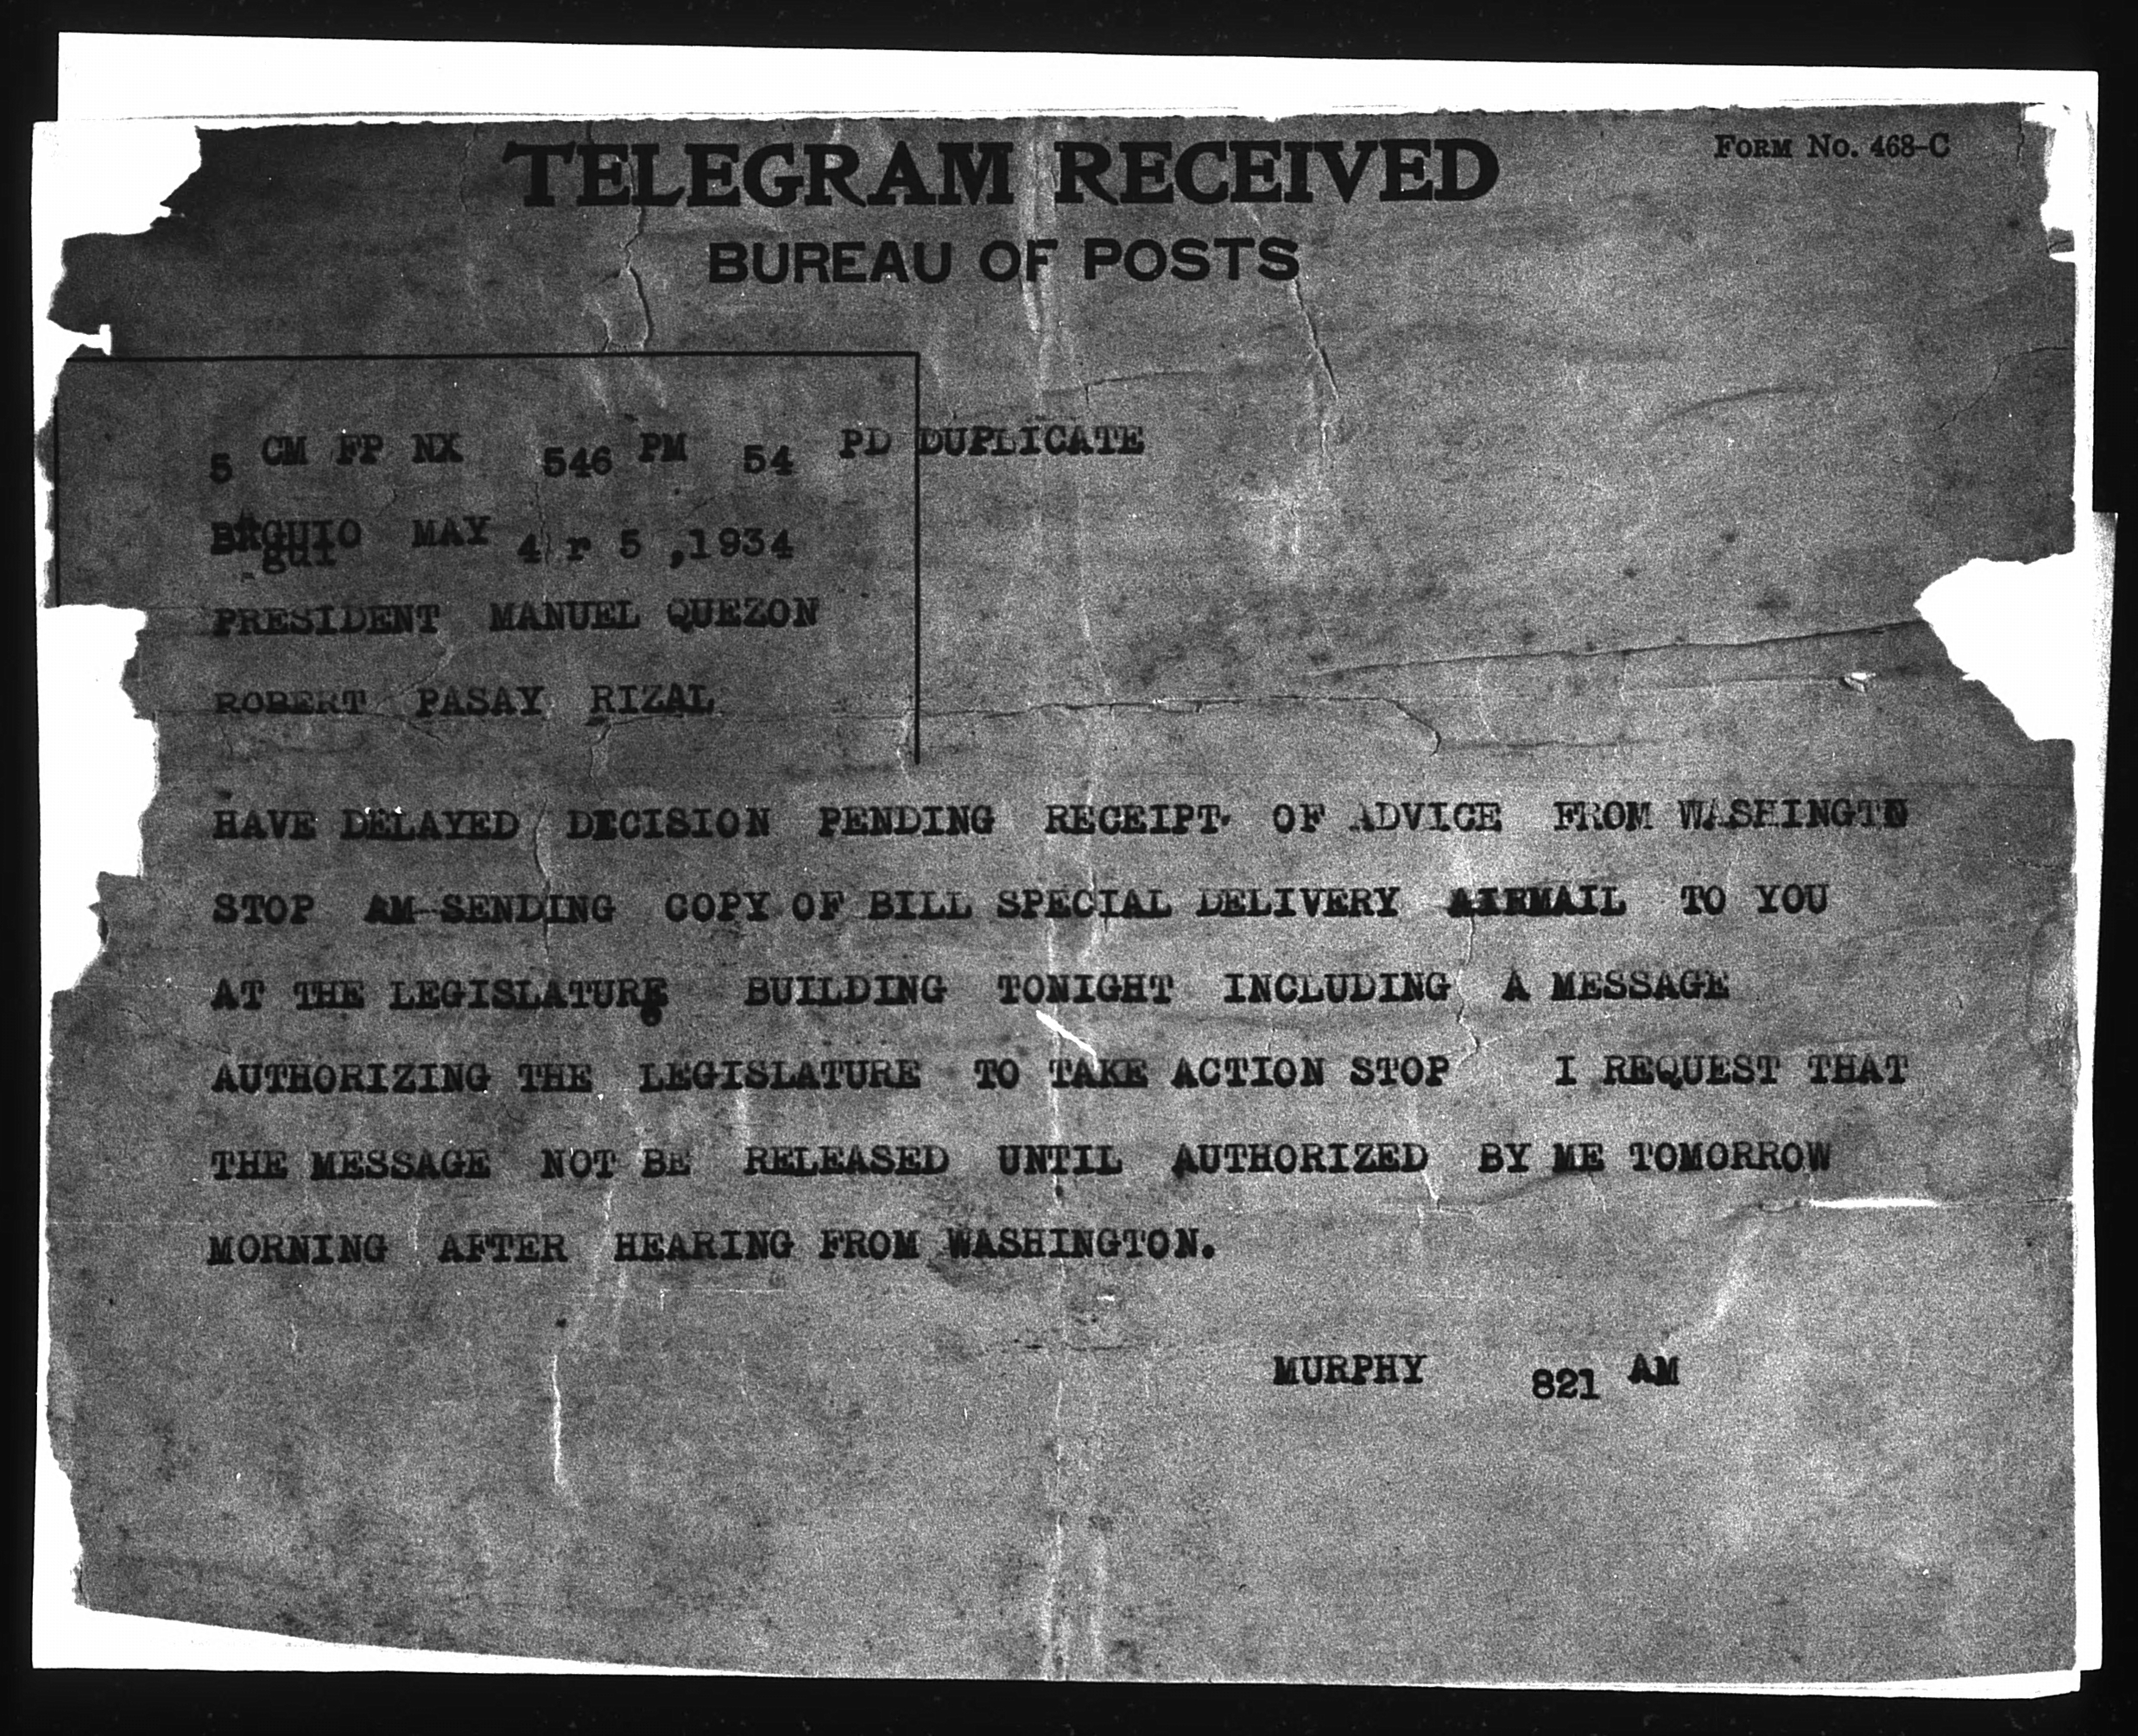 FORM No. 468-C
TELEGRAM RECEIVED
BUREAU OF POSTS
5 CM FP NX 546 PM 54 PD DUPLICATE
BAGUIO MAY 4 r 5 ,1934
PRESIDENT MANUEL QUEZON
ROBERT PASAY RIZAL
HAVE DELAYED DECISION PENDING RECEIPT OF ADVICE FROM WASHINGTN
STOP AM SENDING COPY OF BILL SPECIAL DELIVERY AIRMAIL TO YOU
AT THE LEGISLATURE BUILDING TONIGHT INCLUDING A MESSAGE
AUTHORIZING THE LEGISLATURE TO TAKE ACTION STOP I REQUEST THAT
THE MESSAGE NOT BE RELEASED UNTIL AUTHORIZED BY ME TOMORROW
MORNING AFTER HEARING FROM WASHINGTON.
MURPHY 821 AM